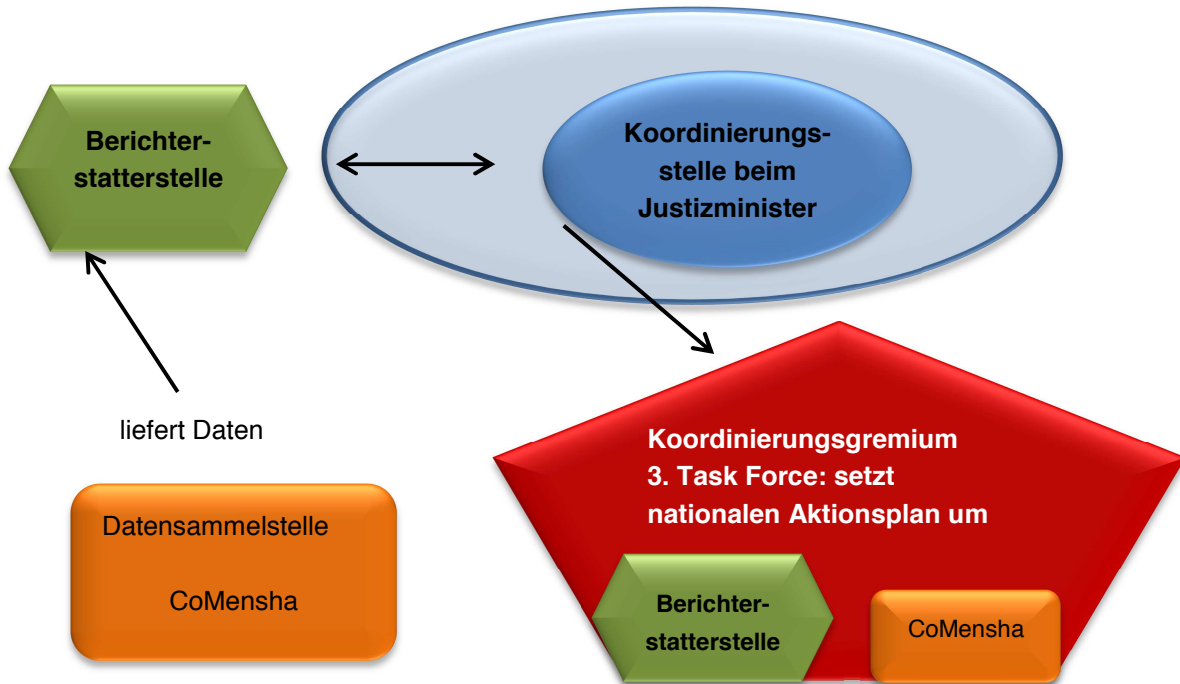 Berichter-
statterstelle
Koordinierungs-
stelle beim
Justizminister
liefert Daten
Datensammelstelle
CoMensha
Koordinierungsgremium
3. Task Force: setzt
nationalen Aktionsplan um
Berichter-
statterstelle
CoMensha